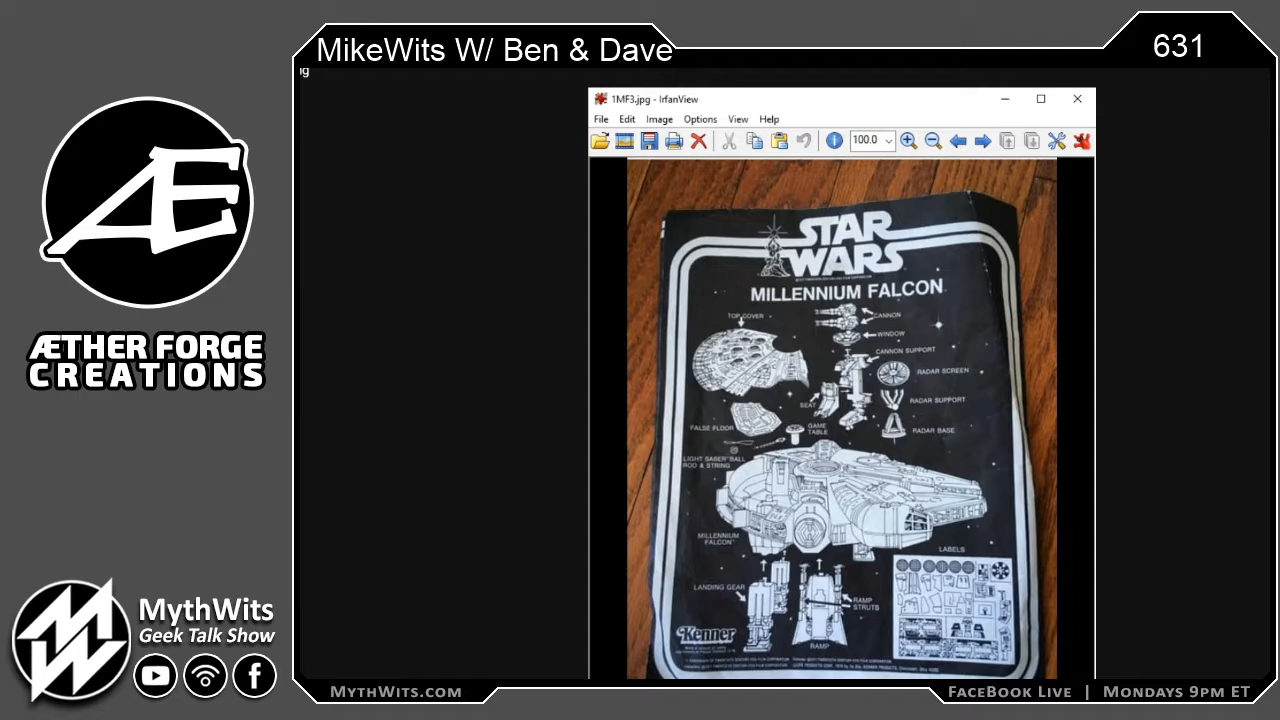 MikeWits W/ Ben & Dave
631
1MF3.jpg - IrfanView
File Edit Image Options View Help
100.0
STAR
WARS
MILLENNIUM FALCON
TOP COVER
CANNON
WINDOW
CANNON SUPPORT
RADAR SCREEN
SEAT
RADAR SUPPORT
FALSE FLOOR
GAME
TABLE
RADAR BASE
LIGHT SABER BALL
ROD & STRING
MILLENNIUM
FALCON
LABELS
LANDING GEAR
RAMP
STRUTS
Kenner
RAMP
ÆTHER FORGE
CREATIONS
MythWits
Geek Talk Show
MythWits.com
FaceBook Live | Mondays 9pm ET